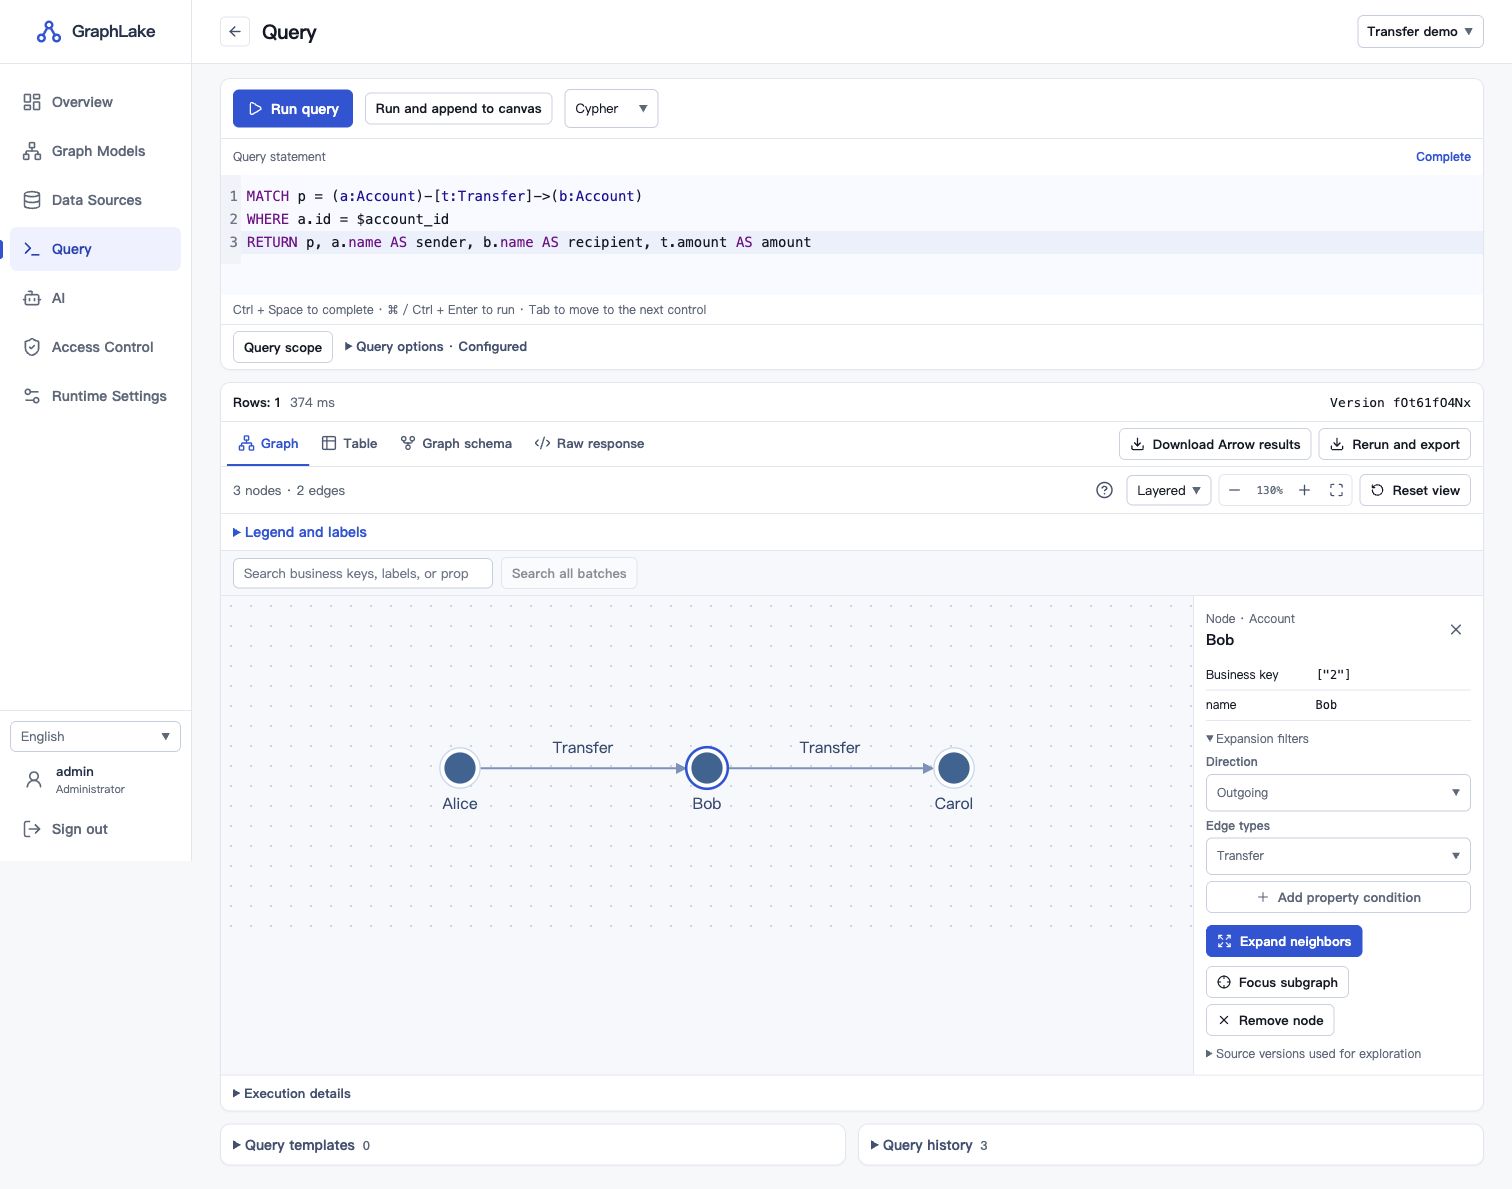 GraphLake
Query
Transfer demo
Overview
Graph Models
Data Sources
Query
AI
Access Control
Runtime Settings
English
admin
Administrator
Sign out
Run query
Run and append to canvas
Cypher
Query statement
Complete
1 MATCH p = (a:Account)-[t:Transfer]->(b:Account)
2 WHERE a.id = $account_id
3 RETURN p, a.name AS sender, b.name AS recipient, t.amount AS amount
Ctrl + Space to complete · ⌘ / Ctrl + Enter to run · Tab to move to the next control
Query scope
Query options · Configured
Rows: 1 374 ms
Version f0t61f04Nx
Graph
Table
Graph schema
Raw response
Download Arrow results
Rerun and export
3 nodes · 2 edges
Layered
130%
Reset view
Legend and labels
Search business keys, labels, or prop
Search all batches
Transfer
Transfer
Alice
Bob
Carol
Node · Account
Bob
Business key ["2"]
name Bob
Expansion filters
Direction
Outgoing
Edge types
Transfer
Add property condition
Expand neighbors
Focus subgraph
Remove node
Source versions used for exploration
Execution details
Query templates 0
Query history 3